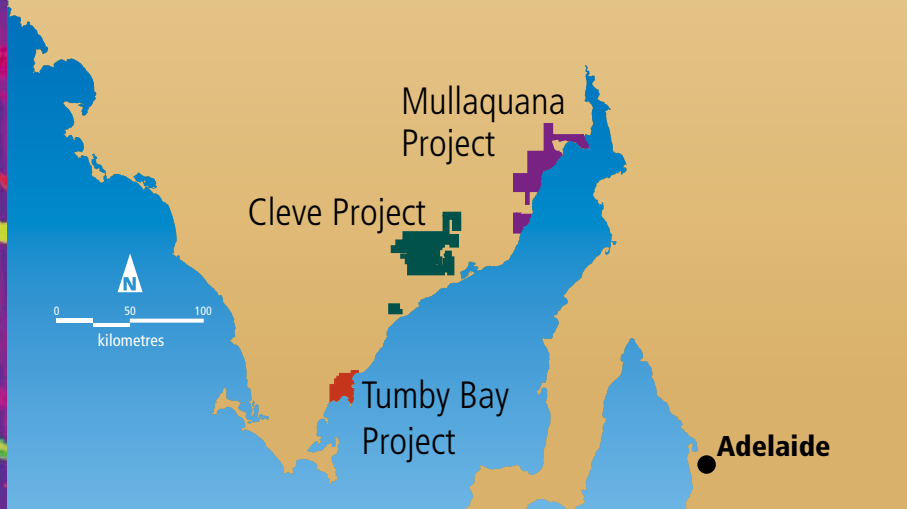 Mullaquana
Project
Cleve Project
N
0 50 100
kilometres
Tumby Bay
Project
Adelaide